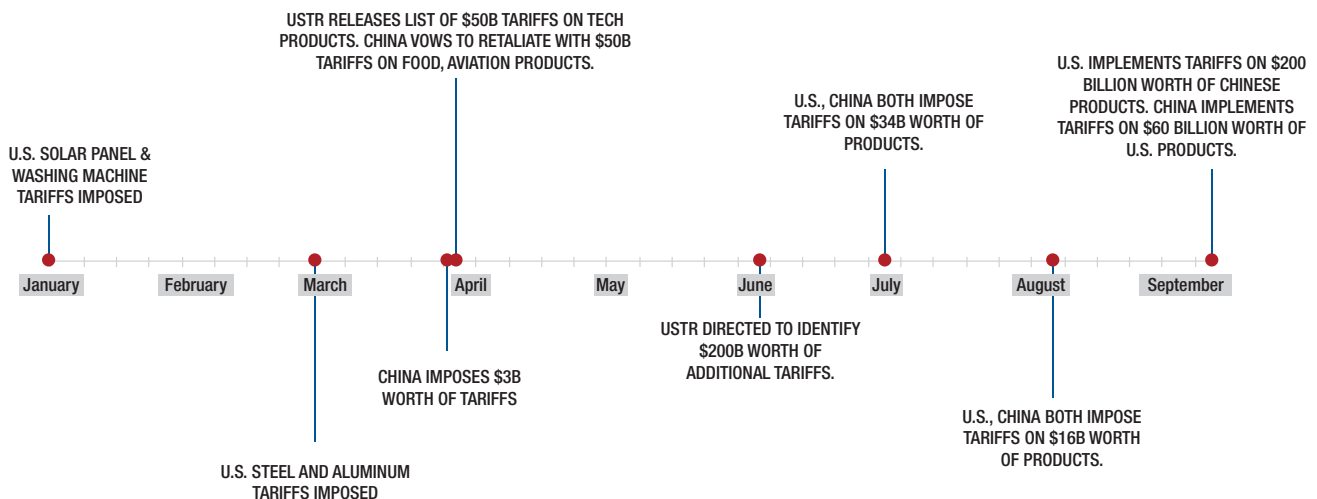 USTR RELEASES LIST OF $50B TARIFFS ON TECH
PRODUCTS. CHINA VOWS TO RETALIATE WITH $50B
TARIFFS ON FOOD, AVIATION PRODUCTS.
U.S. IMPLEMENTS TARIFFS ON $200
BILLION WORTH OF CHINESE
PRODUCTS. CHINA IMPLEMENTS
TARIFFS ON $60 BILLION WORTH OF
U.S. PRODUCTS.
U.S., CHINA BOTH IMPOSE
TARIFFS ON $34B WORTH OF
PRODUCTS.
U.S. SOLAR PANEL &
WASHING MACHINE
TARIFFS IMPOSED
January
February
March
April
May
June
July
August
September
USTR DIRECTED TO IDENTIFY
$200B WORTH OF
ADDITIONAL TARIFFS.
CHINA IMPOSES $3B
WORTH OF TARIFFS
U.S., CHINA BOTH IMPOSE
TARIFFS ON $16B WORTH
OF PRODUCTS.
U.S. STEEL AND ALUMINUM
TARIFFS IMPOSED